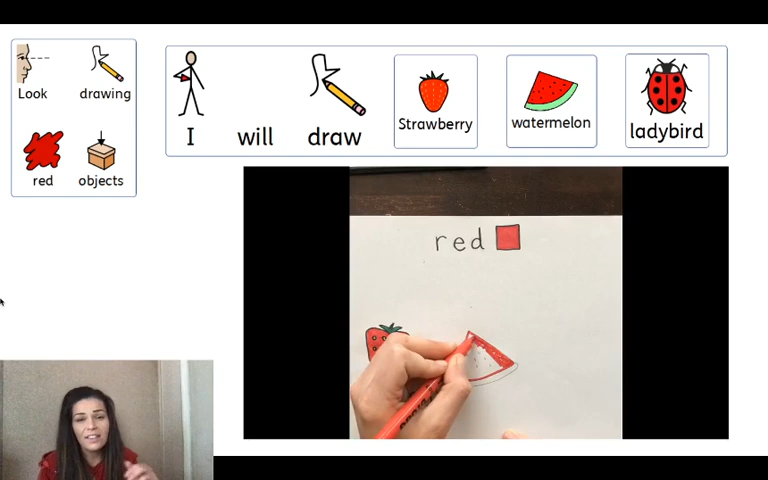 Look drawing
red objects
I will draw Strawberry watermelon ladybird
red